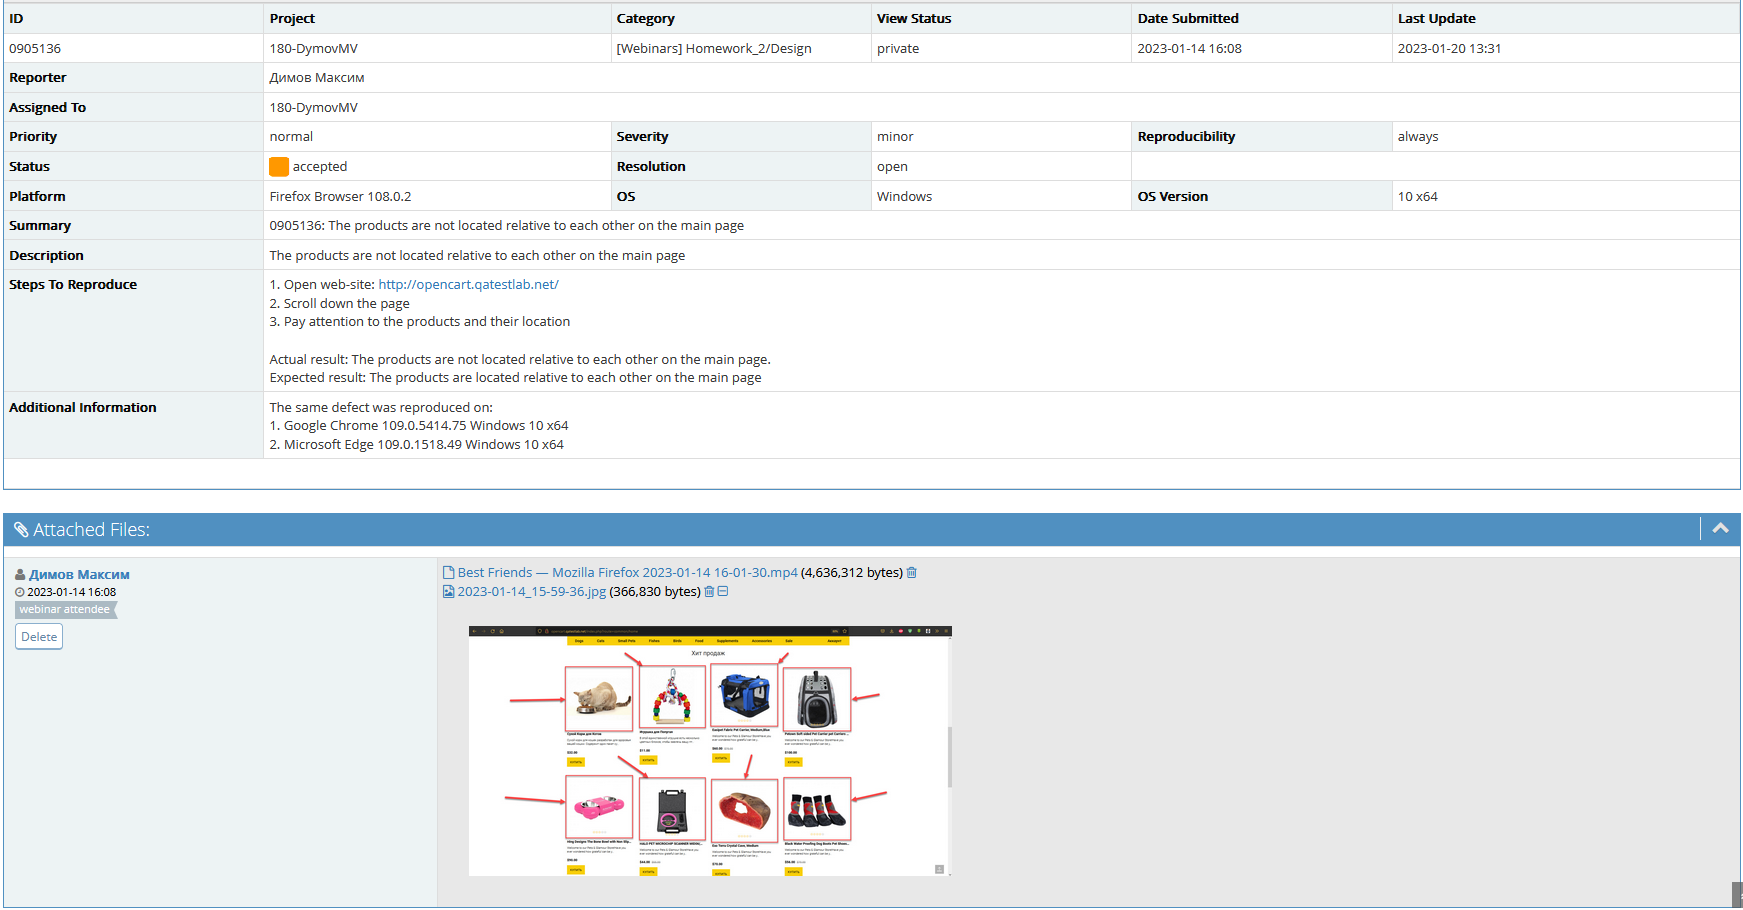 ID Project Category View Status Date Submitted Last Update
0905136 180-DymovMV [Webinars] Homework_2/Design private 2023-01-14 16:08 2023-01-20 13:31
Reporter Димов Максим
Assigned To 180-DymovMV
Priority normal Severity minor Reproducibility always
Status accepted Resolution open
Platform Firefox Browser 108.0.2 OS Windows OS Version 10 x64
Summary 0905136: The products are not located relative to each other on the main page
Description The products are not located relative to each other on the main page
Steps To Reproduce 1. Open web-site: http://opencart.qatestlab.net/
2. Scroll down the page
3. Pay attention to the products and their location
Actual result: The products are not located relative to each other on the main page.
Expected result: The products are located relative to each other on the main page
Additional Information The same defect was reproduced on:
1. Google Chrome 109.0.5414.75 Windows 10 x64
2. Microsoft Edge 109.0.1518.49 Windows 10 x64
Attached Files:
Димов Максим
2023-01-14 16:08
webinar attendee
Delete
Best Friends — Mozilla Firefox 2023-01-14 16-01-30.mp4 (4,636,312 bytes)
2023-01-14_15-59-36.jpg (366,830 bytes)
Dogs Cats Small Pets Fishes Birds Food Supplements Accessories Sale
Хит продаж